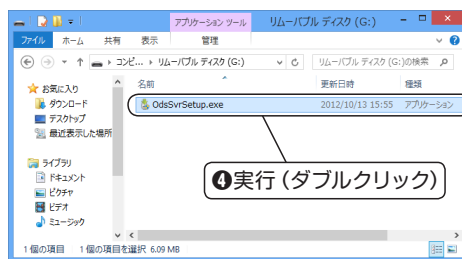 アプリケーション ツール リムーバブル ディスク (G:)
ファイル ホーム 共有 表示 管理
コンピ... リムーバブル ディスク (G:) リムーバブル ディスク (G:)の検索
お気に入り
ダウンロード
デスクトップ
最近表示した場所
ライブラリ
ドキュメント
ピクチャ
ビデオ
ミュージック
名前 更新日時 種類
OdsSvrSetup.exe 2012/10/13 15:55 アプリケーション
❹実行(ダブルクリック)
1 個の項目 1 個の項目を選択 6.09 MB